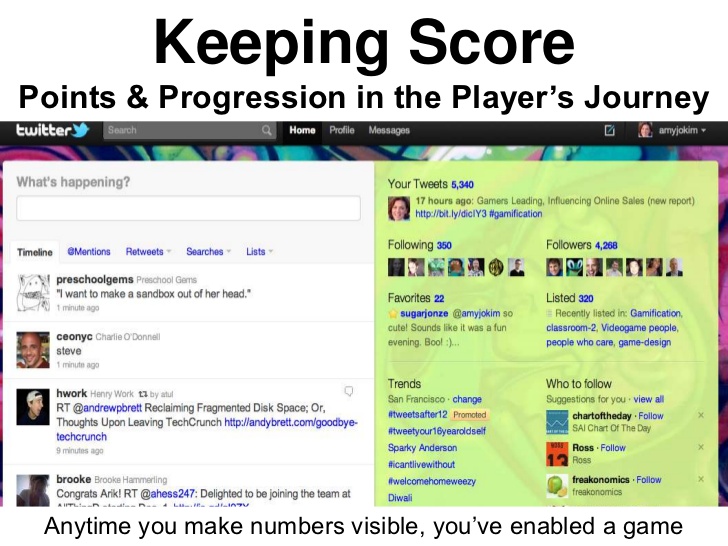 Keeping Score
Points & Progression in the Player's Journey
twitter
Search
Home Profile Messages
amyjokim
What's happening?
Timeline @Mentions Retweets Searches Lists
preschoolgems Preschool Gems
"I want to make a sandbox out of her head."
1 minute ago
ceonyc Charlie O'Donnell
steve
1 minute ago
hwork Henry Work by atul
RT @andrewpbrett Reclaiming Fragmented Disk Space; Or,
Thoughts Upon Leaving TechCrunch http://andybrett.com/goodbye-
techcrunch
9 minutes ago
brooke Brooke Hammerling
Congrats Arik! RT @ahess247: Delighted to be joining the team at
Your Tweets 5,340
17 hours ago: Gamers Leading, Influencing Online Sales (new report)
http://bit.ly/dicIY3 #gamification
Following 350
Followers 4,268
Favorites 22
sugarjonze @amyjokim so
cute! Sounds like it was a fun
evening. Boo! :)...
Listed 320
Recently listed in: Gamification,
classroom-2, Videogame people,
people who care, game-design
Trends
San Francisco · change
#tweetsafter12 Promoted
#tweetyour16yearoldself
Sparky Anderson
#icantlivewithout
#welcomehomeweezy
Diwali
Who to follow
Suggestions for you · view all
chartoftheday · Follow
SAI Chart Of The Day
Ross · Follow
Ross
freakonomics · Follow
freakonomics
Anytime you make numbers visible, you've enabled a game